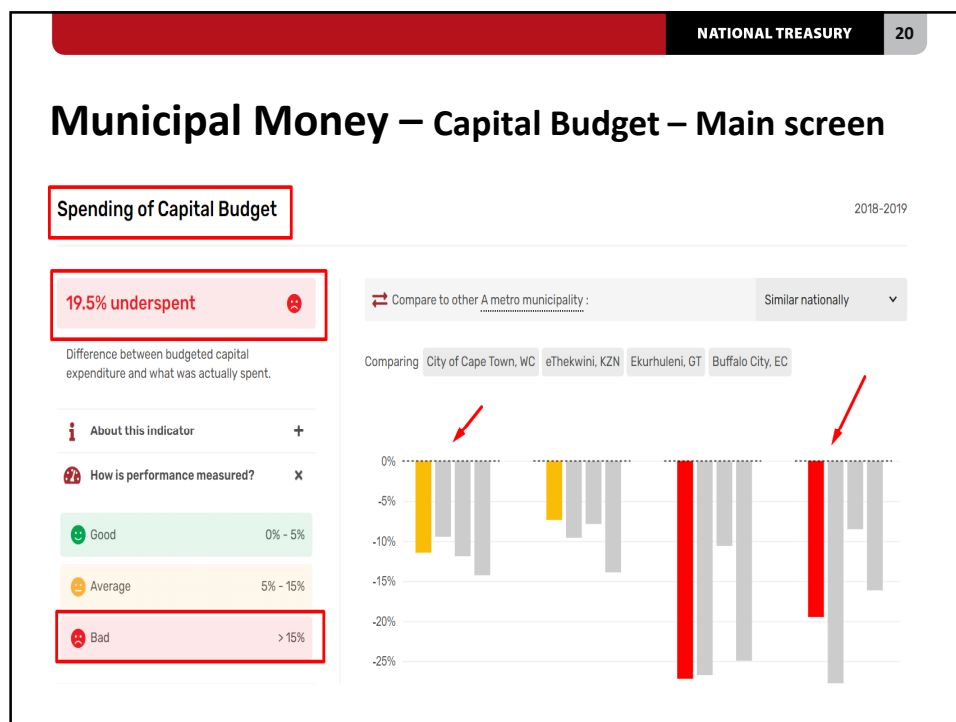 NATIONAL TREASURY 20
Municipal Money – Capital Budget – Main screen
Spending of Capital Budget
2018-2019
19.5% underspent
Difference between budgeted capital
expenditure and what was actually spent.
About this indicator +
How is performance measured? x
Good 0% - 5%
Average 5% - 15%
Bad > 15%
Compare to other A metro municipality :
Similar nationally
Comparing City of Cape Town, WC eThekwini, KZN Ekurhuleni, GT Buffalo City, EC
0%
-5%
-10%
-15%
-20%
-25%